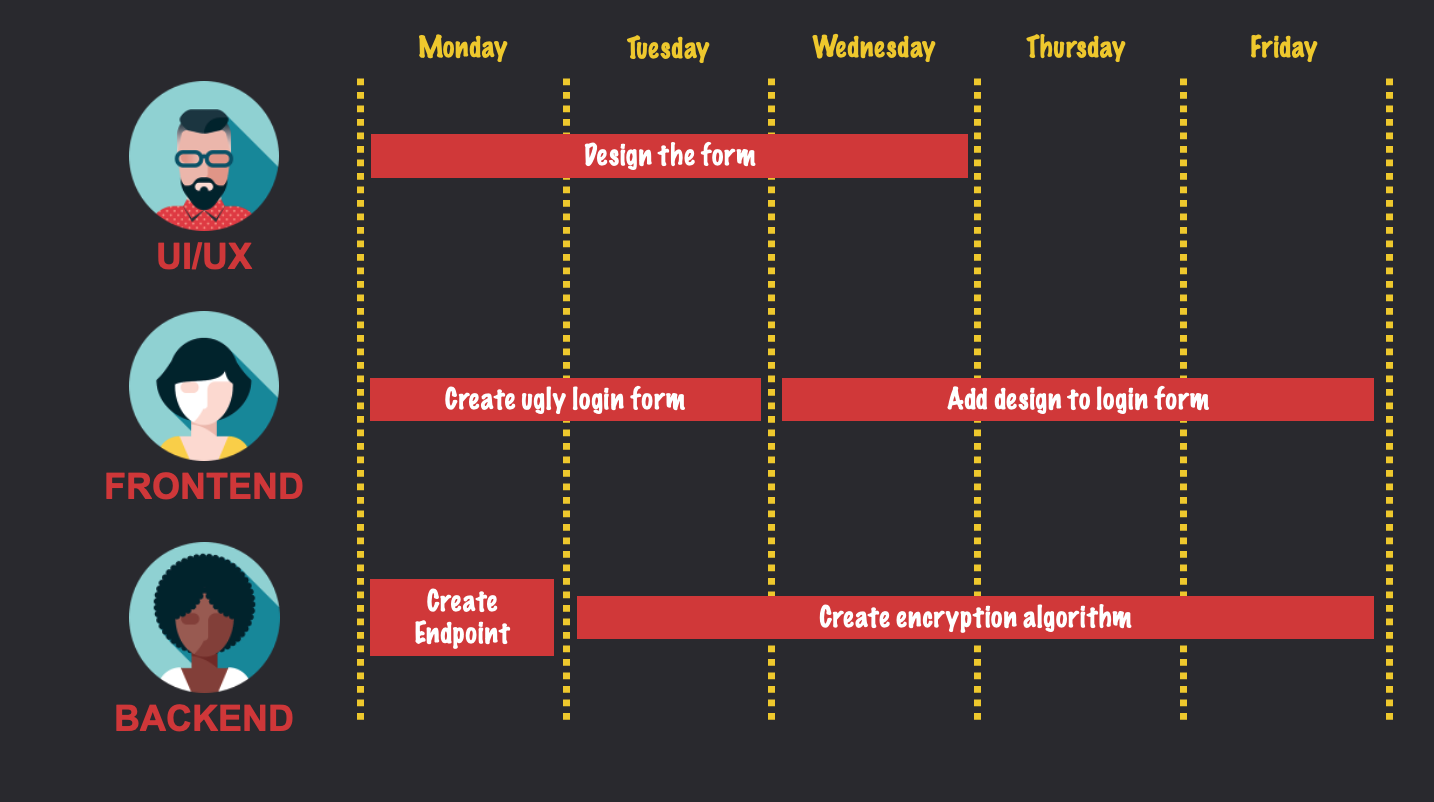 Monday
Tuesday
Wednesday
Thursday
Friday
Design the form
UI/UX
Create ugly login form
Add design to login form
FRONTEND
Create
Endpoint
Create encryption algorithm
BACKEND